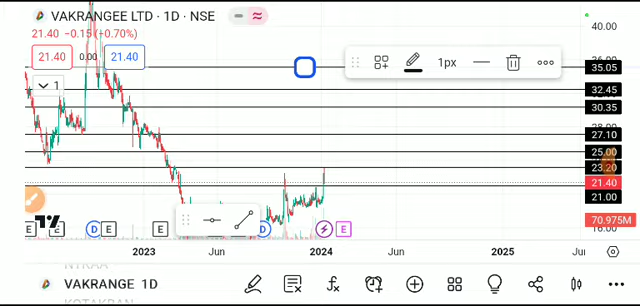 VAKRANGEE LTD · 1D · NSE
21.40 −0.15 (+0.70%)
21.40 0.00 21.40
1
1px
40.00
35.05
32.45
30.35
27.10
25.00
23.20
21.40
21.00
70.975M
E E D E E D E E
2023 Jun 2024 Jun 2025
VAKRANGE 1D